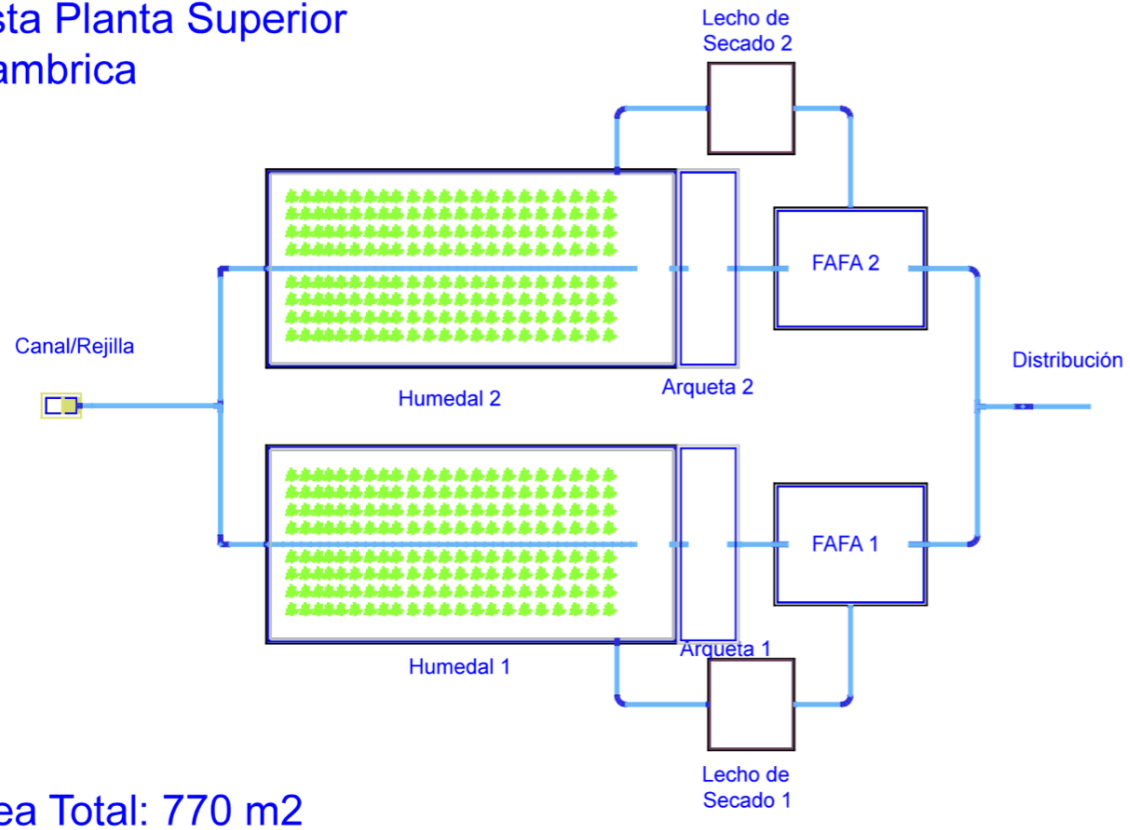 sta Planta Superior
ambrica
Lecho de
Secado 2
FAFA 2
Canal/Rejilla
Distribución
Humedal 2
Arqueta 2
FAFA 1
Humedal 1
Arqueta 1
Lecho de
Secado 1
ea Total: 770 m2